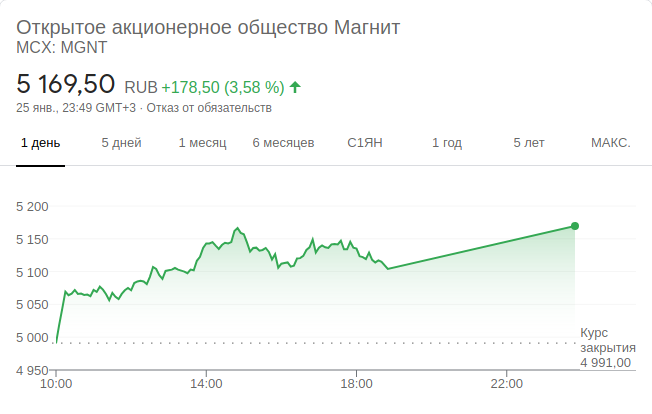 Открытое акционерное общество Магнит
MCX: MGNT
5 169,50 RUB +178,50 (3,58 %)
25 янв., 23:49 GMT+3 · Отказ от обязательств
1 день 5 дней 1 месяц 6 месяцев С1ЯН 1 год 5 лет МАКС.
5 200
5 150
5 100
5 050
5 000
4 950
Курс
закрытия
4 991,00
10:00 14:00 18:00 22:00